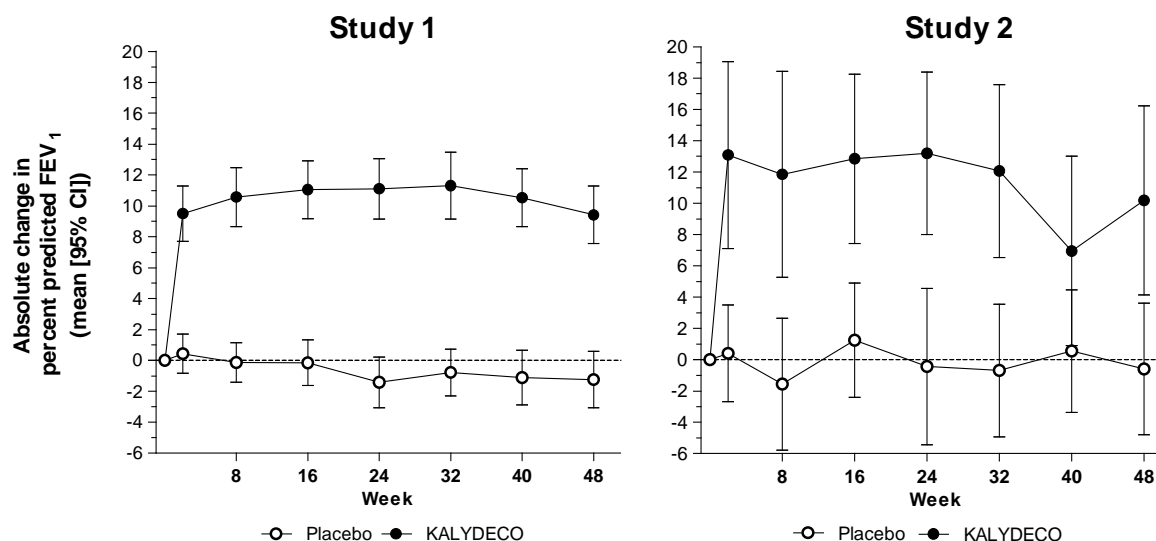 Study 1
Study 2
Absolute change in
percent predicted FEV1
(mean [95% CI])
20
18
16
14
12
10
8
6
4
2
0
-2
-4
-6
8 16 24 32 40 48
Week
Placebo KALYDECO
20
18
16
14
12
10
8
6
4
2
0
-2
-4
-6
8 16 24 32 40 48
Week
Placebo KALYDECO